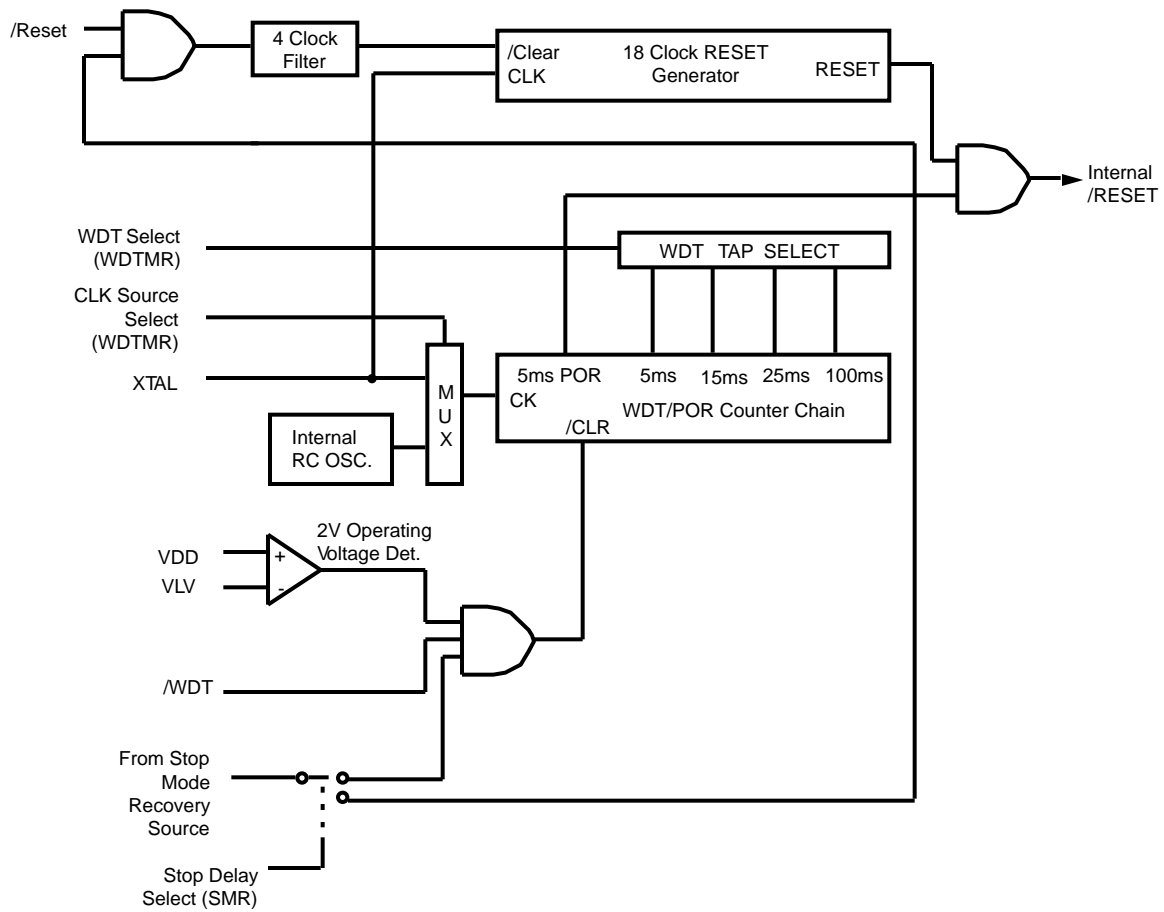 /Reset
4 Clock
Filter
/Clear
CLK
18 Clock RESET
Generator
RESET
Internal
/RESET
WDT Select
(WDTMR)
WDT TAP SELECT
CLK Source
Select
(WDTMR)
XTAL
M
U
X
5ms POR
5ms
15ms
25ms
100ms
CK
WDT/POR Counter Chain
/CLR
Internal
RC OSC.
2V Operating
Voltage Det.
VDD
+
VLV
-
/WDT
From Stop
Mode
Recovery
Source
Stop Delay
Select (SMR)